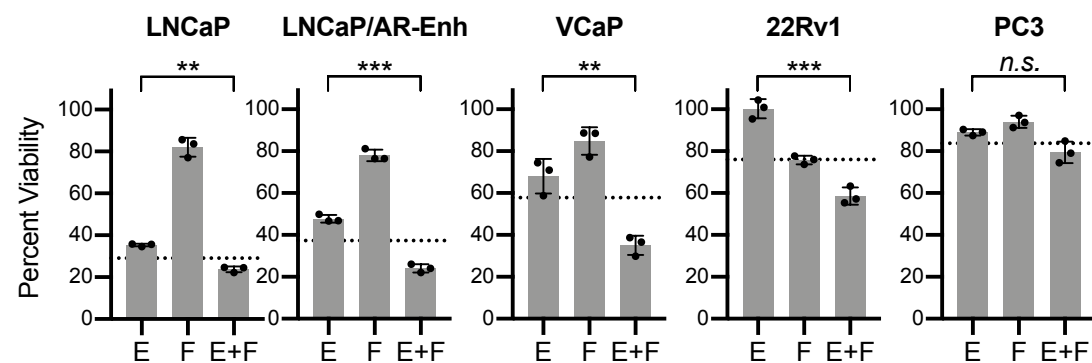 LNCaP LNCaP/AR-Enh VCaP 22Rv1 PC3
** *** ** *** n.s.
Percent Viability
100 100 100 100 100
80 80 80 80 80
60 60 60 60 60
40 40 40 40 40
20 20 20 20 20
0 0 0 0 0
E F E+F E F E+F E F E+F E F E+F E F E+F